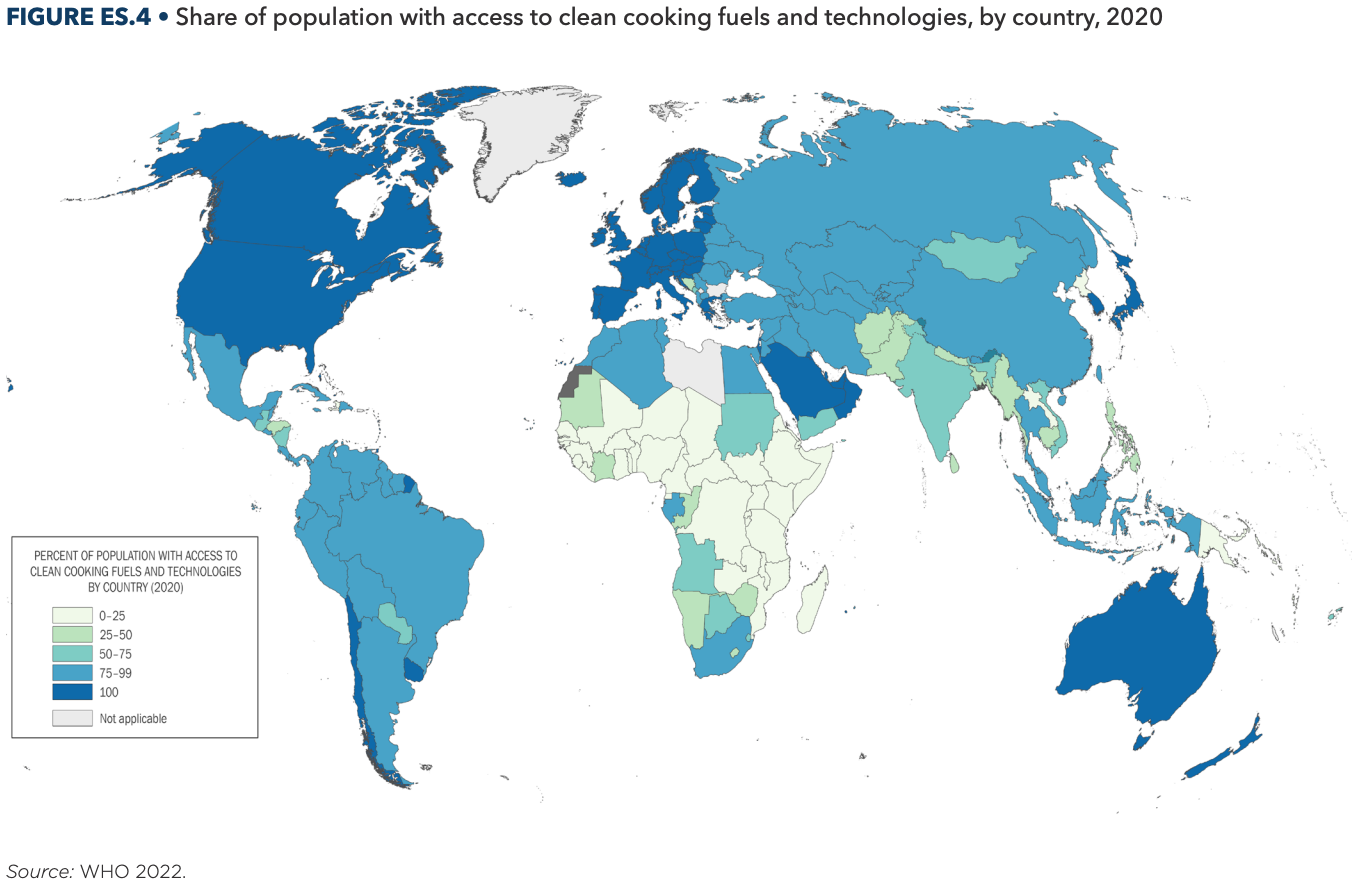 FIGURE ES.4 • Share of population with access to clean cooking fuels and technologies, by country, 2020
PERCENT OF POPULATION WITH ACCESS TO
CLEAN COOKING FUELS AND TECHNOLOGIES
BY COUNTRY (2020)
0–25
25–50
50–75
75–99
100
Not applicable
Source: WHO 2022.